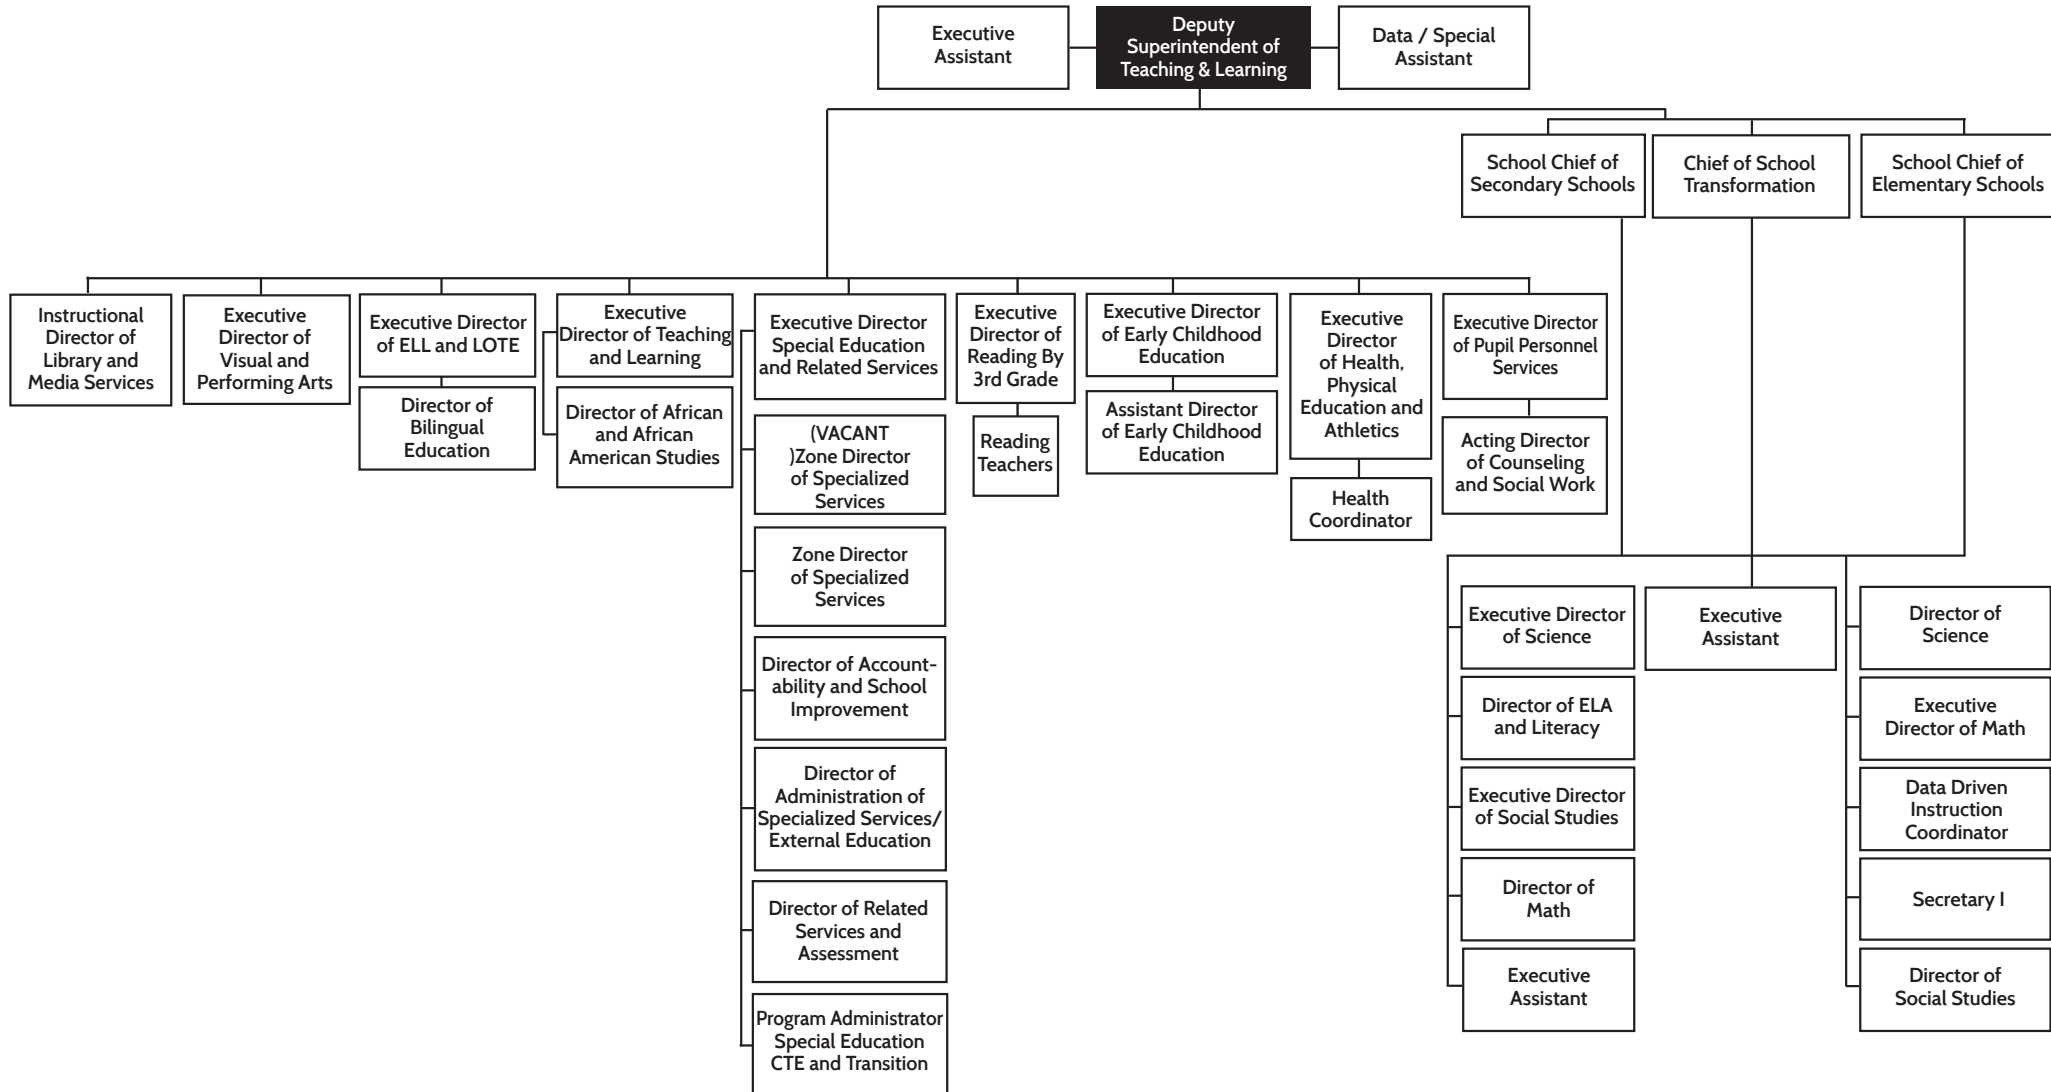 Executive
Assistant
Deputy
Superintendent of
Teaching & Learning
Data / Special
Assistant
School Chief of
Secondary Schools
Chief of School
Transformation
School Chief of
Elementary Schools
Instructional
Director of
Library and
Media Services
Executive
Director of
Visual and
Performing Arts
Executive Director
of ELL and LOTE
Director of
Bilingual
Education
Executive
Director of Teaching
and Learning
Director of African
and African
American Studies
Executive Director
Special Education
and Related Services
(VACANT
)Zone Director
of Specialized
Services
Zone Director
of Specialized
Services
Director of Account-
ability and School
Improvement
Director of
Administration of
Specialized Services/
External Education
Director of Related
Services and
Assessment
Program Administrator
Special Education
CTE and Transition
Executive
Director of
Reading By
3rd Grade
Reading
Teachers
Executive Director
of Early Childhood
Education
Assistant Director
of Early Childhood
Education
Executive
Director
of Health,
Physical
Education and
Athletics
Health
Coordinator
Executive Director
of Pupil Personnel
Services
Acting Director
of Counseling
and Social Work
Executive Director
of Science
Director of ELA
and Literacy
Executive Director
of Social Studies
Director of
Math
Executive
Assistant
Executive
Assistant
Director of
Science
Executive
Director of Math
Data Driven
Instruction
Coordinator
Secretary I
Director of
Social Studies